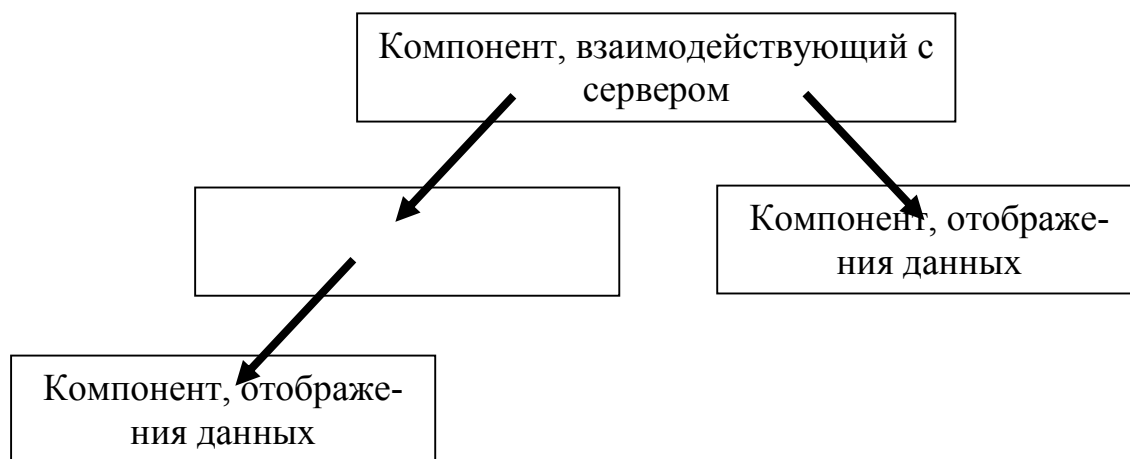 Компонент, взаимодействующий с
сервером
Компонент, отображе-
ния данных
Компонент, отображе-
ния данных